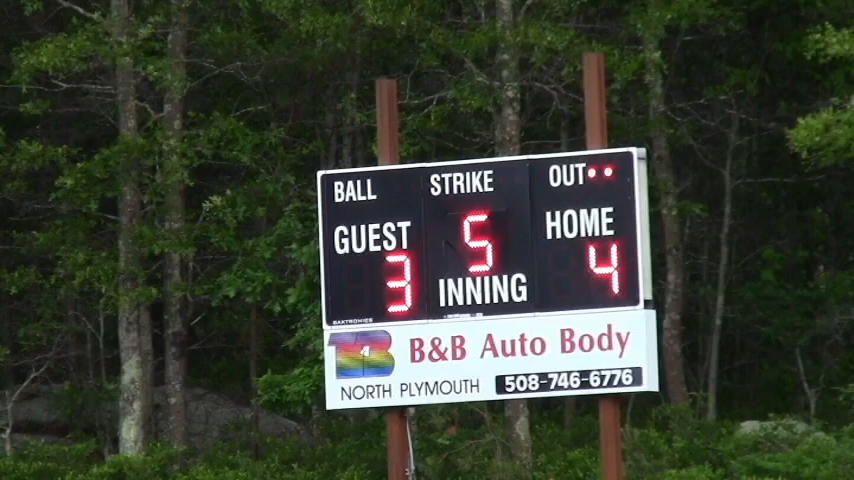 BALL STRIKE OUT
GUEST 5 HOME
3 INNING 4
DAKTRONICS
B&B Auto Body
NORTH PLYMOUTH 508-746-6776